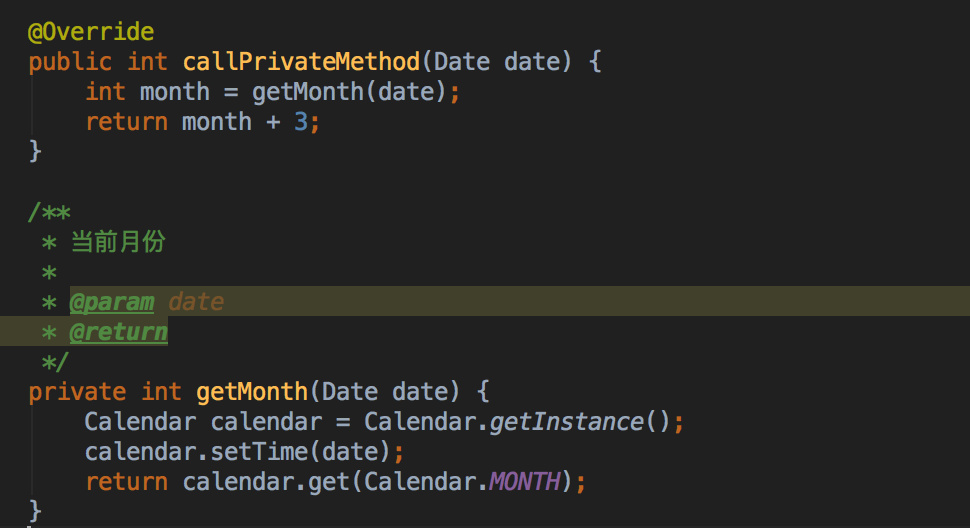 @Override
public int callPrivateMethod(Date date) {
    int month = getMonth(date);
    return month + 3;
}

/**
 * 当前月份
 *
 * @param date
 * @return
 */
private int getMonth(Date date) {
    Calendar calendar = Calendar.getInstance();
    calendar.setTime(date);
    return calendar.get(Calendar.MONTH);
}